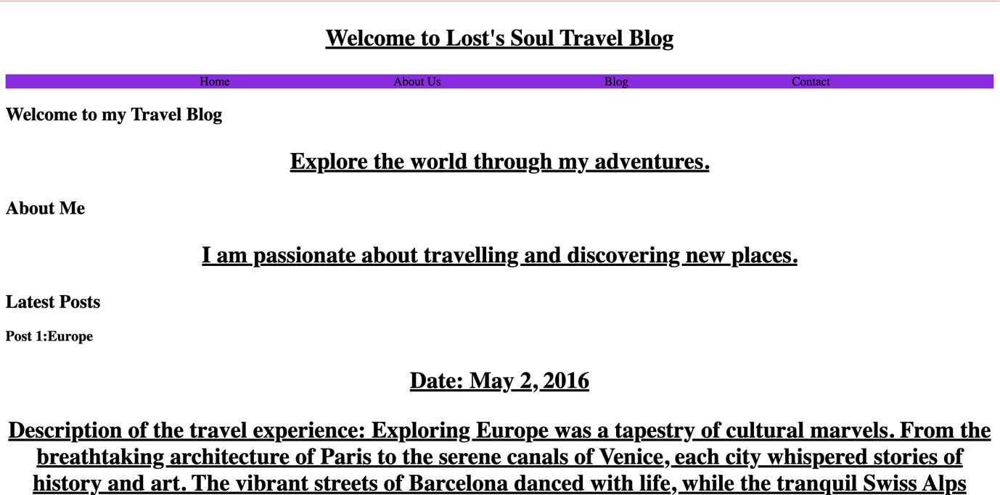 Welcome to Lost's Soul Travel Blog
Home About Us Blog Contact
Welcome to my Travel Blog
Explore the world through my adventures.
About Me
I am passionate about travelling and discovering new places.
Latest Posts
Post 1:Europe
Date: May 2, 2016
Description of the travel experience: Exploring Europe was a tapestry of cultural marvels. From the
breathtaking architecture of Paris to the serene canals of Venice, each city whispered stories of
history and art. The vibrant streets of Barcelona danced with life, while the tranquil Swiss Alps